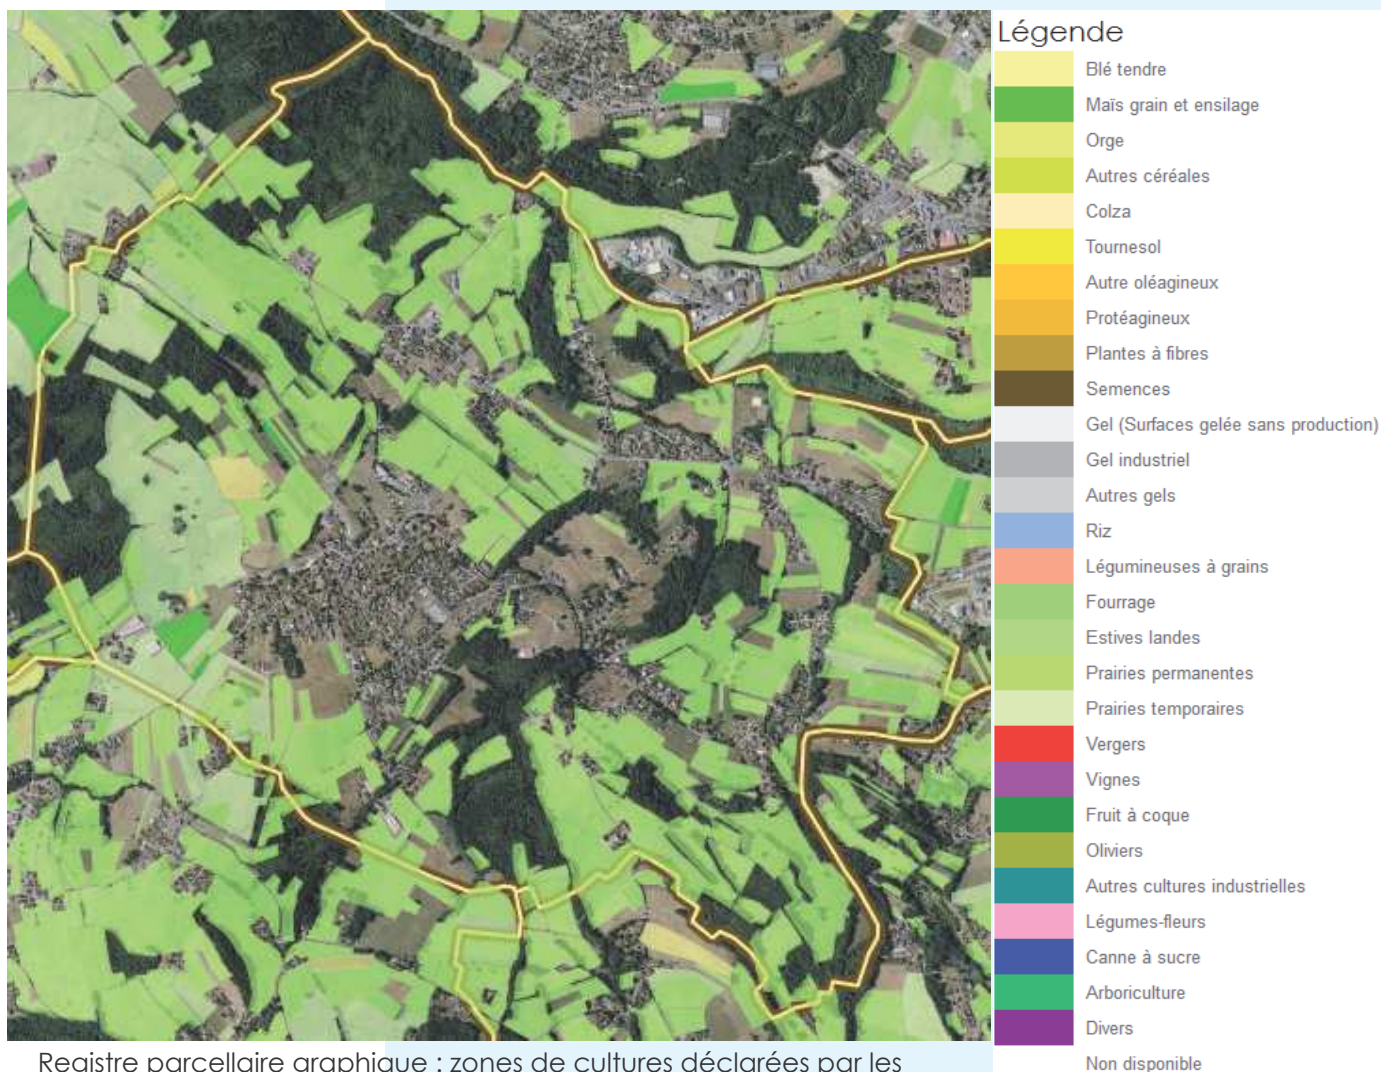 Légende
Blé tendre
Maïs grain et ensilage
Orge
Autres céréales
Colza
Tournesol
Autre oléagineux
Protéagineux
Plantes à fibres
Semences
Gel (Surfaces gelée sans production)
Gel industriel
Autres gels
Riz
Légumineuses à grains
Fourrage
Estives landes
Prairies permanentes
Prairies temporaires
Vergers
Vignes
Fruit à coque
Oliviers
Autres cultures industrielles
Légumes-fleurs
Canne à sucre
Arboriculture
Divers
Non disponible
Registre parcellaire graphique : zones de cultures déclarées par les